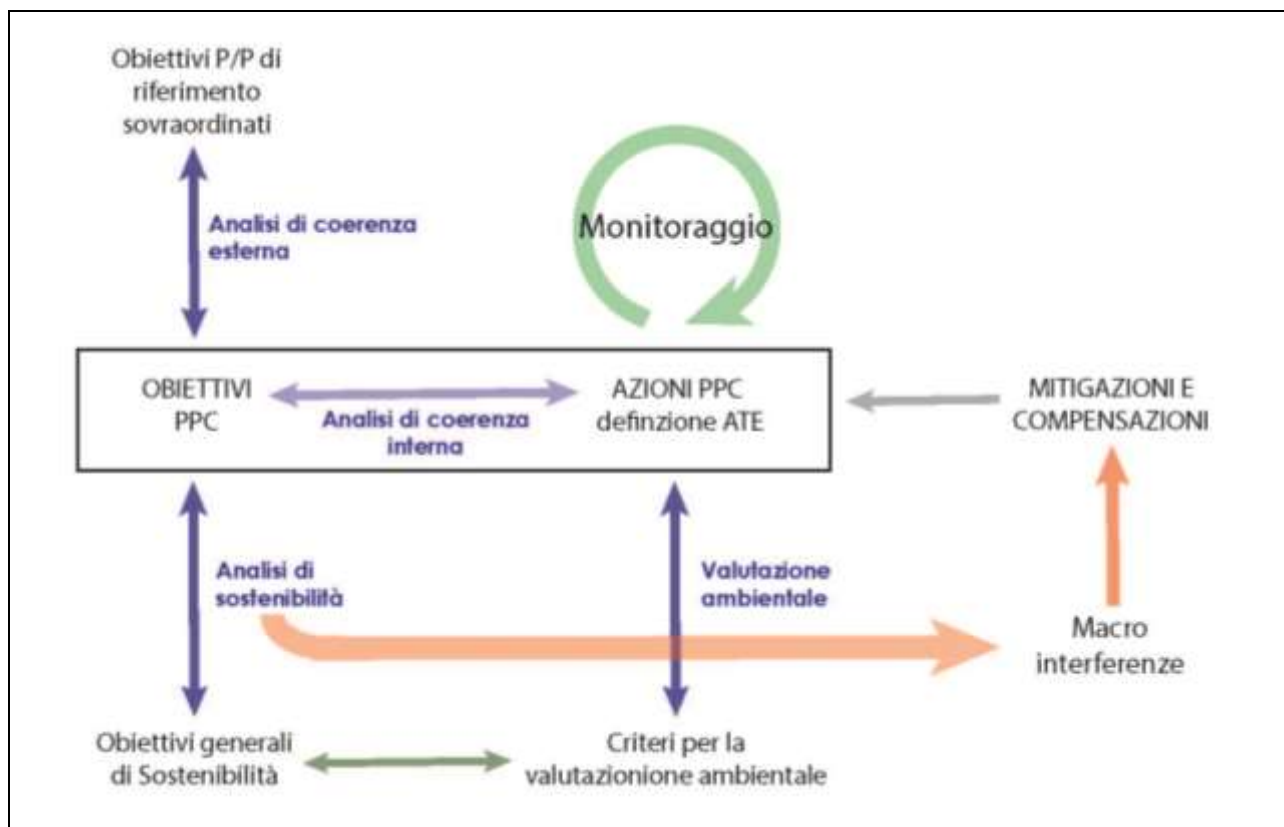 Obiettivi P/P di
riferimento
sovraordinati
Analisi di coerenza
esterna
Monitoraggio
OBIETTIVI
PPC
Analisi di coerenza
interna
AZIONI PPC
definzione ATE
MITIGAZIONI E
COMPENSAZIONI
Analisi di
sostenibilità
Valutazione
ambientale
Macro
interferenze
Obiettivi generali
di Sostenibilità
Criteri per la
valutazionione ambientale